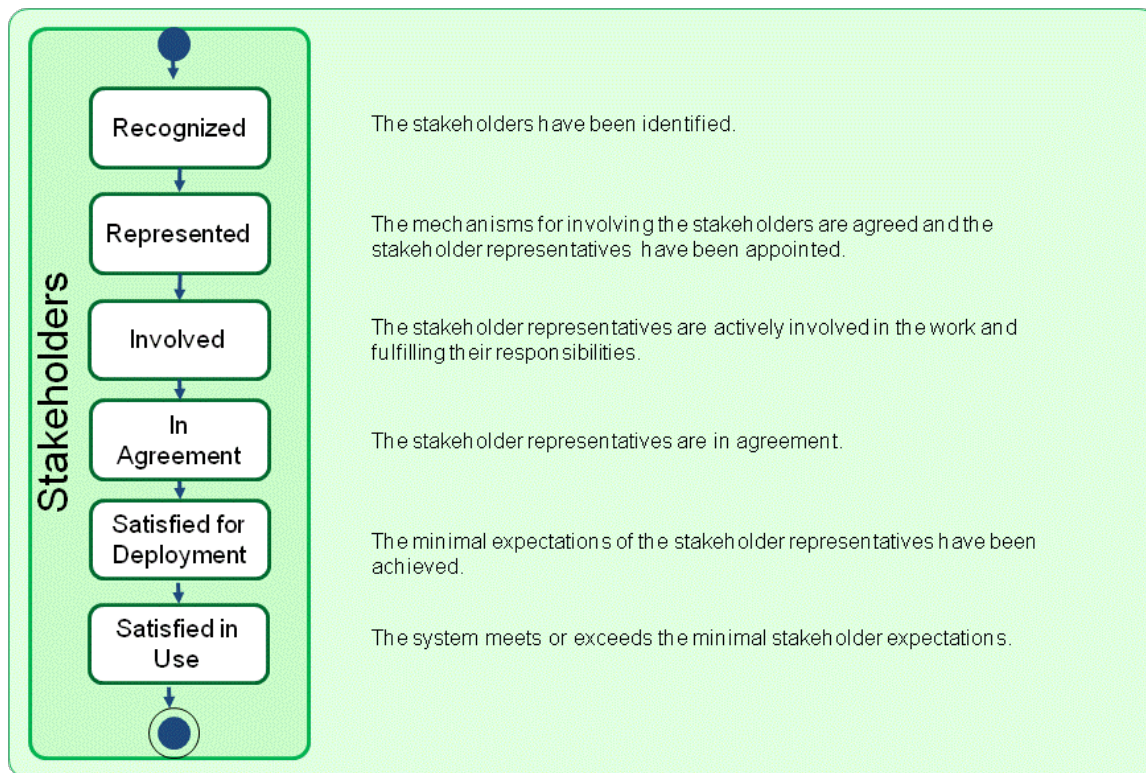 Stakeholders
Recognized
The stakeholders have been identified.
Represented
The mechanisms for involving the stakeholders are agreed and the
stakeholder representatives have been appointed.
Involved
The stakeholder representatives are actively involved in the work and
fulfilling their responsibilities.
In
Agreement
The stakeholder representatives are in agreement.
Satisfied for
Deployment
The minimal expectations of the stakeholder representatives have been
achieved.
Satisfied in
Use
The system meets or exceeds the minimal stakeholder expectations.